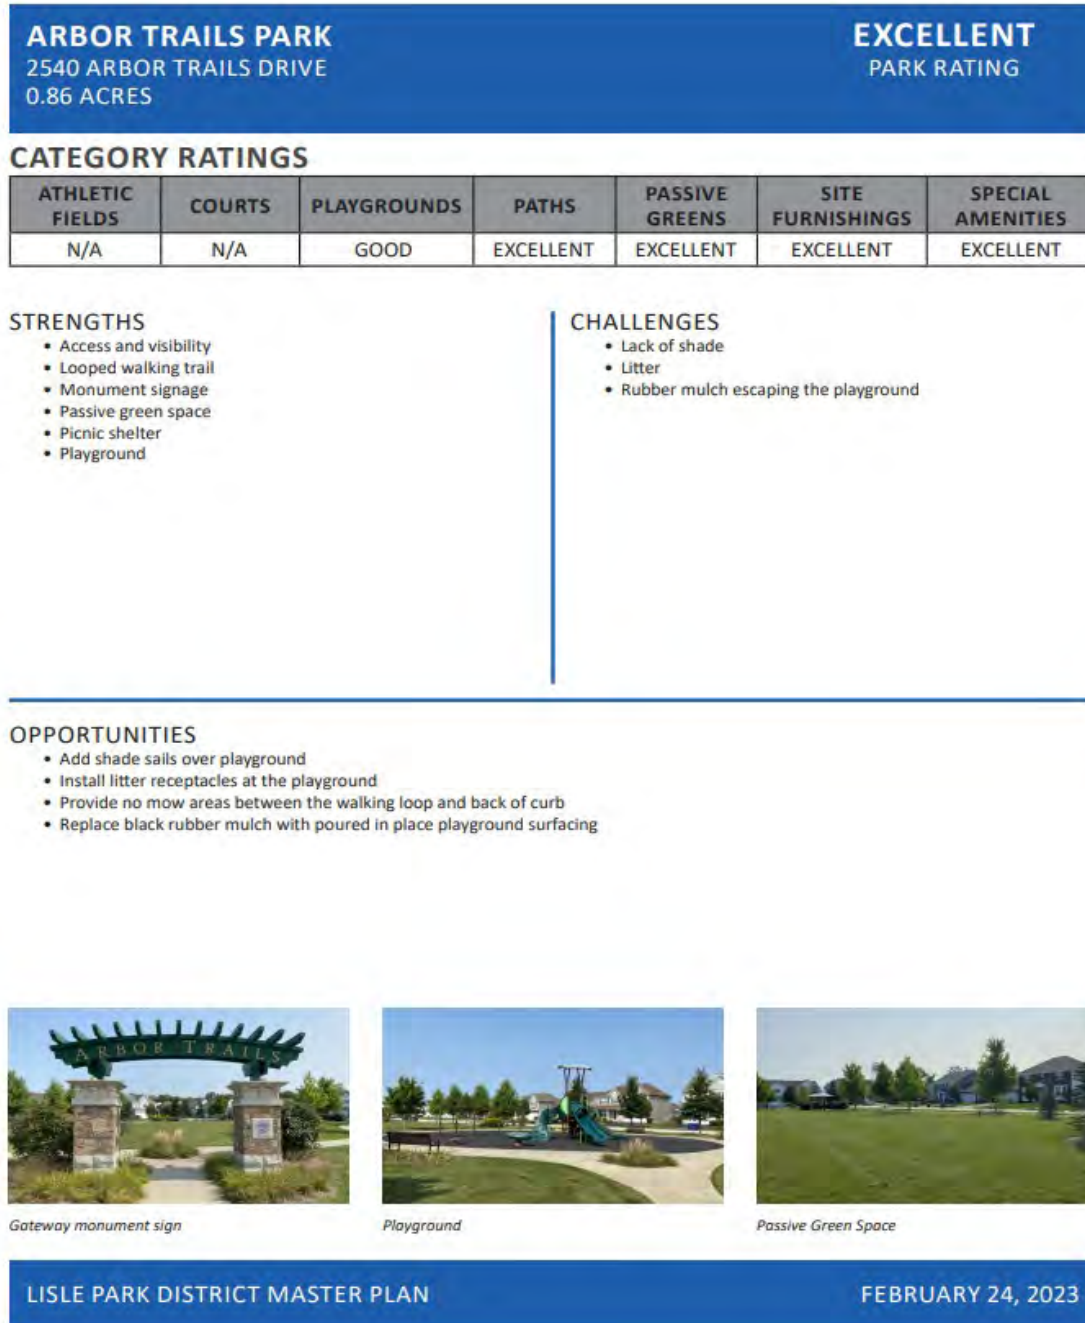 ARBOR TRAILS PARK
2540 ARBOR TRAILS DRIVE
0.86 ACRES
EXCELLENT
PARK RATING
CATEGORY RATINGS
ATHLETIC FIELDS COURTS PLAYGROUNDS PATHS PASSIVE GREENS SITE FURNISHINGS SPECIAL AMENITIES
N/A N/A GOOD EXCELLENT EXCELLENT EXCELLENT EXCELLENT
STRENGTHS
• Access and visibility
• Looped walking trail
• Monument signage
• Passive green space
• Picnic shelter
• Playground
CHALLENGES
• Lack of shade
• Litter
• Rubber mulch escaping the playground
OPPORTUNITIES
• Add shade sails over playground
• Install litter receptacles at the playground
• Provide no mow areas between the walking loop and back of curb
• Replace black rubber mulch with poured in place playground surfacing
ARBOR TRAILS
Gateway monument sign
Playground
Passive Green Space
LISLE PARK DISTRICT MASTER PLAN
FEBRUARY 24, 2023